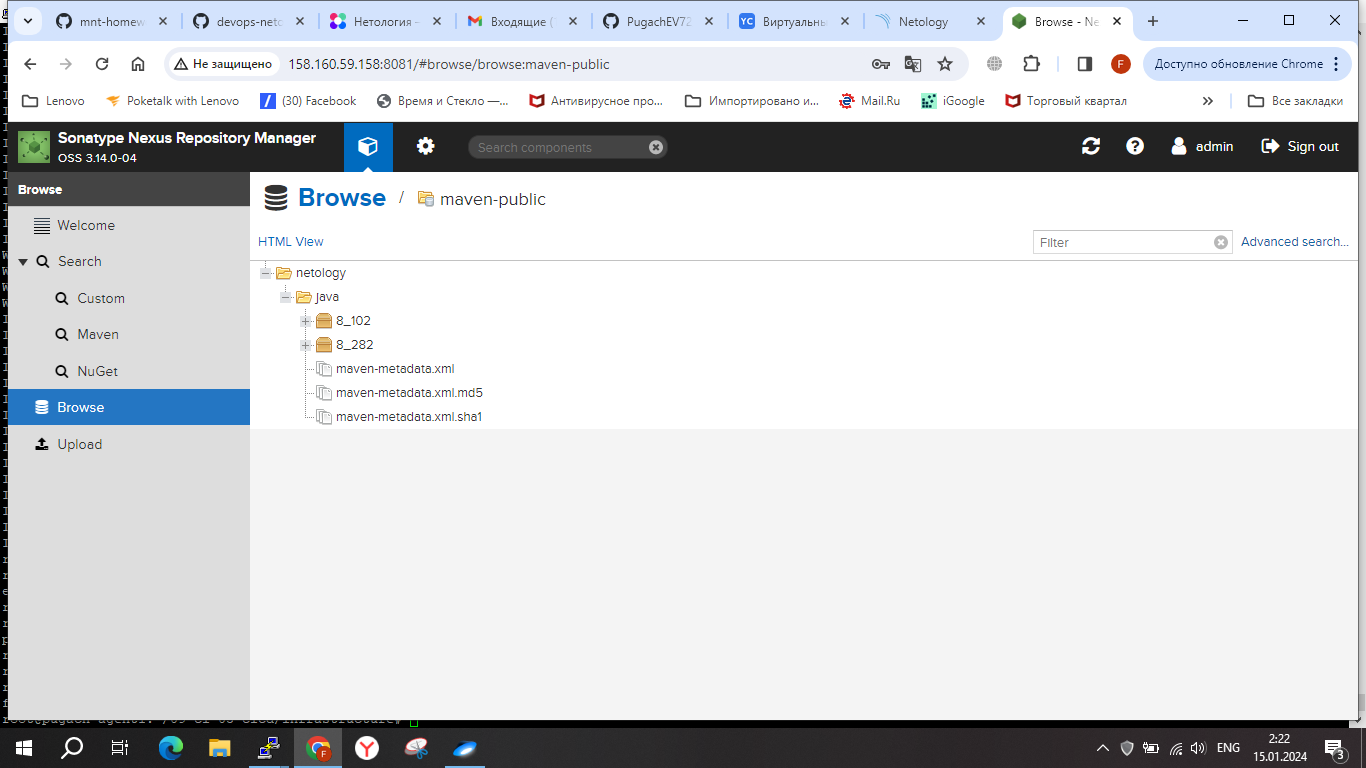 mnt-homew
devops-netc
Нетология –
Входящие (
PugachEV72
Виртуальны
Netology
Browse - Ne
Не защищено
158.160.59.158:8081/#browse/browse:maven-public
F
Доступно обновление Chrome
Lenovo
Poketalk with Lenovo
(30) Facebook
Время и Стекло —...
Антивирусное про...
Импортировано и...
Mail.Ru
iGoogle
Торговый квартал
»
Все закладки
Sonatype Nexus Repository Manager
OSS 3.14.0-04
Search components
admin
Sign out
Browse
Welcome
Search
Custom
Maven
NuGet
Browse
Upload
Browse / maven-public
HTML View
Filter
Advanced search...
netology
java
8_102
8_282
maven-metadata.xml
maven-metadata.xml.md5
maven-metadata.xml.sha1
ENG
2:22
15.01.2024
3